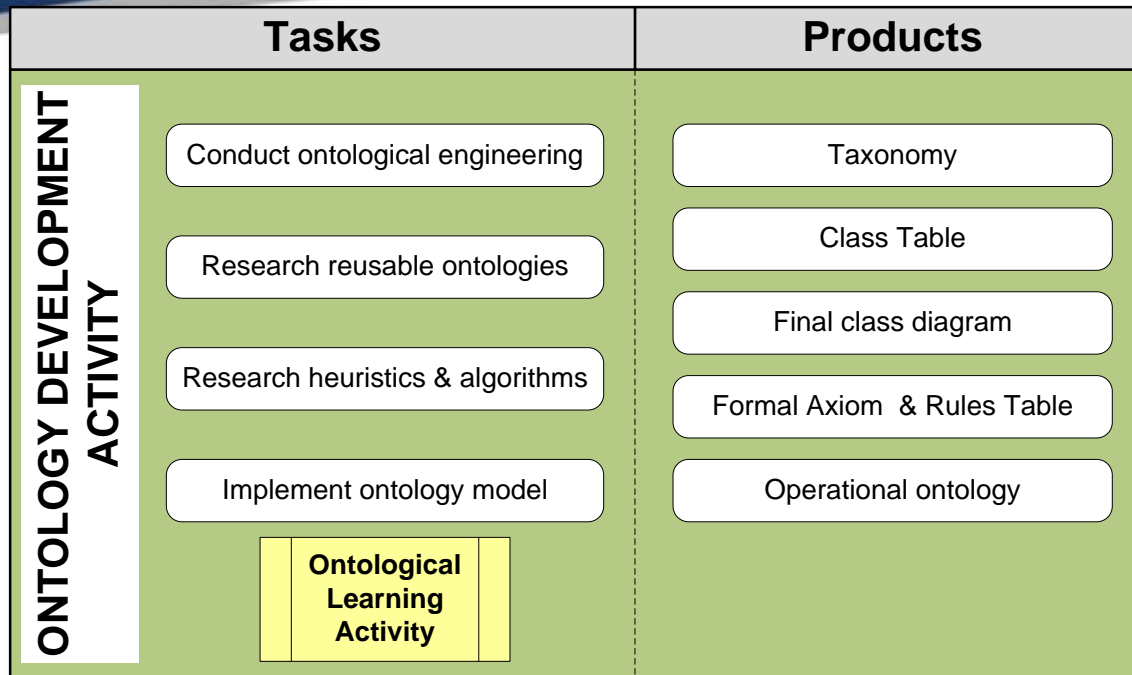 Tasks
Products
ONTOLOGY DEVELOPMENT
ACTIVITY
Conduct ontological engineering
Research reusable ontologies
Research heuristics & algorithms
Implement ontology model
Ontological
Learning
Activity
Taxonomy
Class Table
Final class diagram
Formal Axiom  & Rules Table
Operational ontology